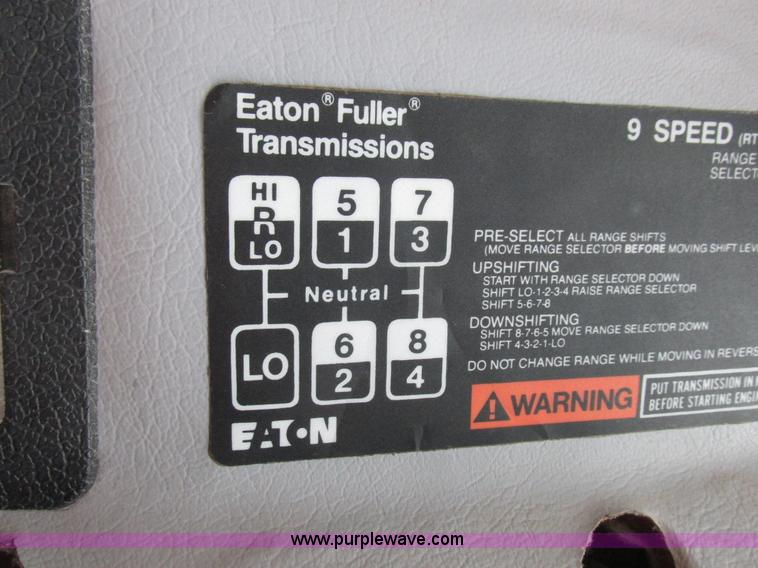 Eaton® Fuller®
Transmissions
9 SPEED (RT
RANGE
HI 5 7
R
LO 1 3
Neutral
LO 6 8
2 4
EATON
PRE-SELECT ALL RANGE SHIFTS
(MOVE RANGE SELECTOR BEFORE MOVING SHIFT
UPSHIFTING
START WITH RANGE SELECTOR DOWN
SHIFT LO-1-2-3-4 RAISE RANGE SELECTOR
SHIFT 5-6-7-8
DOWNSHIFTING
SHIFT 8-7-6-5 MOVE RANGE SELECTOR DOWN
SHIFT 4-3-2-1-LO
DO NOT CHANGE RANGE WHILE MOVING IN
WARNING
PUT TRANSMISSION IN
BEFORE STARTING
www.purplewave.com